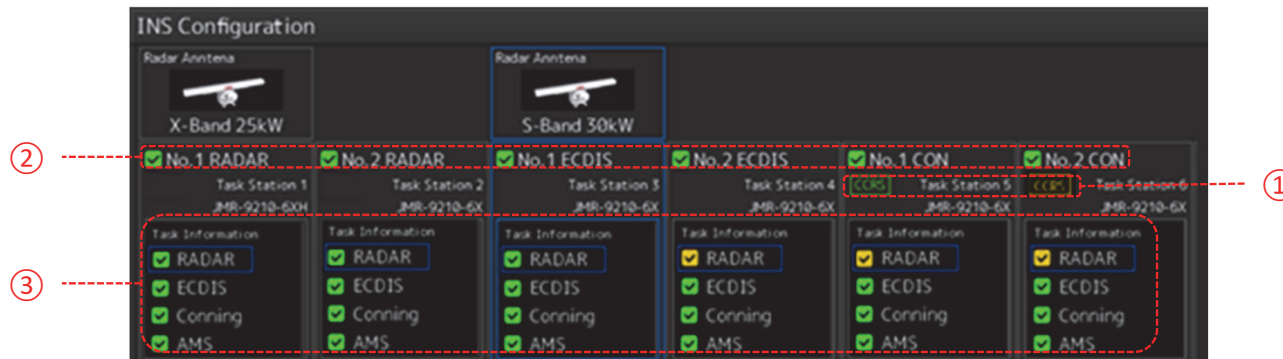 INS Configuration
Radar Anntena
Radar Anntena
X-Band 25kW
S-Band 30kW
② No.1 RADAR No.2 RADAR No.1 ECDIS No.2 ECDIS No.1 CON No.2 CON
Task Station 1 Task Station 2 Task Station 3 Task Station 4 CCRS Task Station 5 CCRS Task Station 6 ①
JMR-9210-6XH JMR-9210-6X JMR-9210-6X JMR-9210-6X JMR-9210-6X JMR-9210-6X
Task Information Task Information Task Information Task Information Task Information Task Information
RADAR RADAR RADAR RADAR RADAR RADAR
③ ECDIS ECDIS ECDIS ECDIS ECDIS ECDIS
Conning Conning Conning Conning Conning Conning
AMS AMS AMS AMS AMS AMS